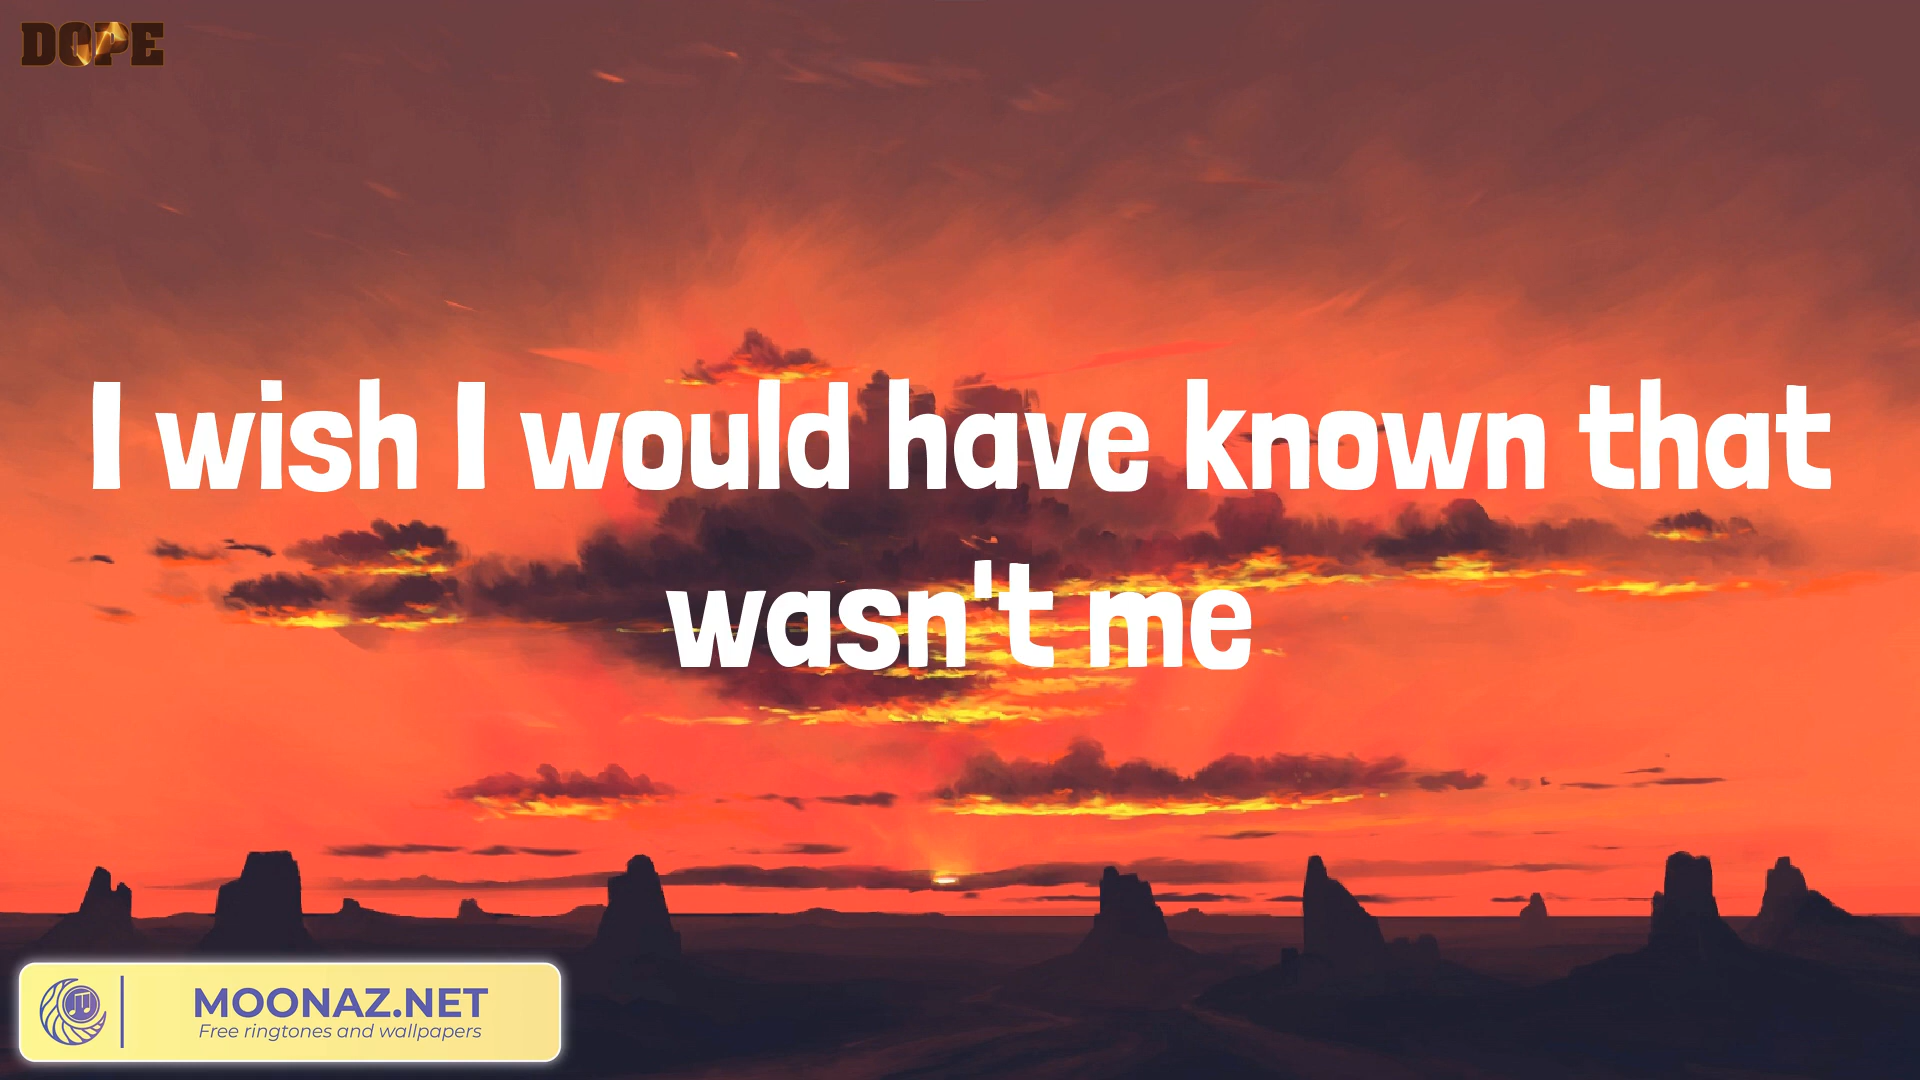 DOPE
I wish I would have known that
wasn't me
MOONAZ.NET
Free ringtones and wallpapers